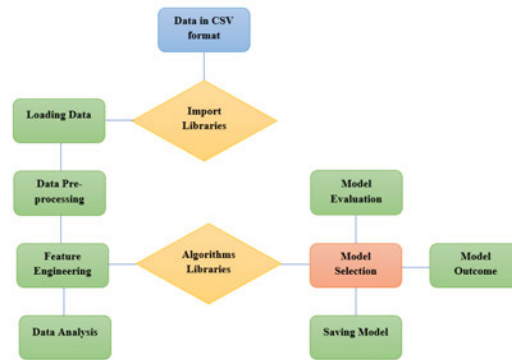 Data in CSV
format
Import
Libraries
Loading Data
Data Pre-
processing
Feature
Engineering
Data Analysis
Algorithms
Libraries
Model
Evaluation
Model
Selection
Model
Outcome
Saving Model